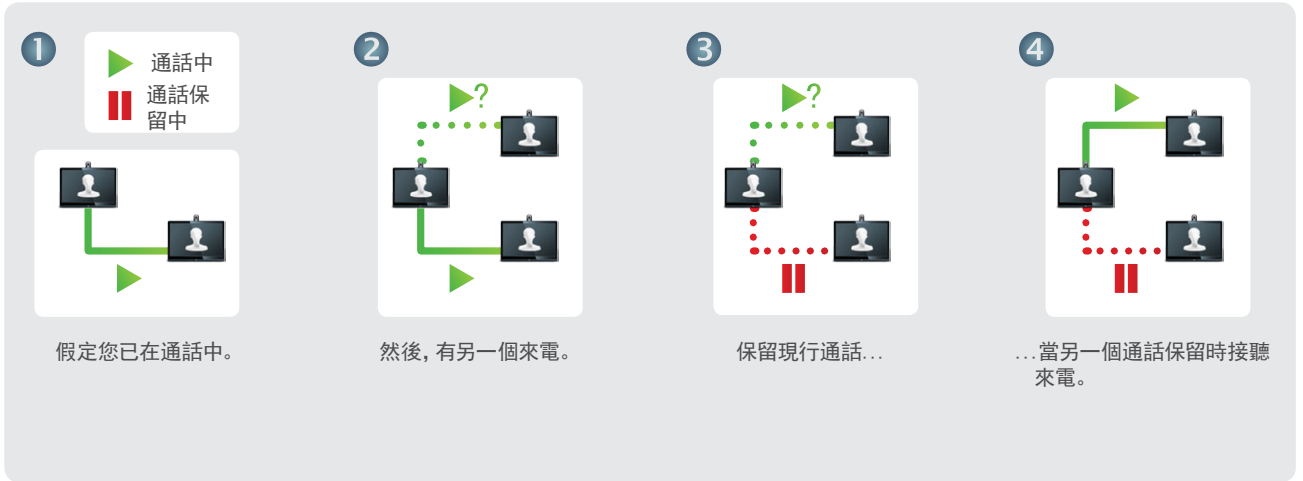 1
通話中
通話保
留中
假定您已在通話中。
2
?
然後, 有另一個來電。
3
?
保留現行通話...
4
...當另一個通話保留時接聽
來電。